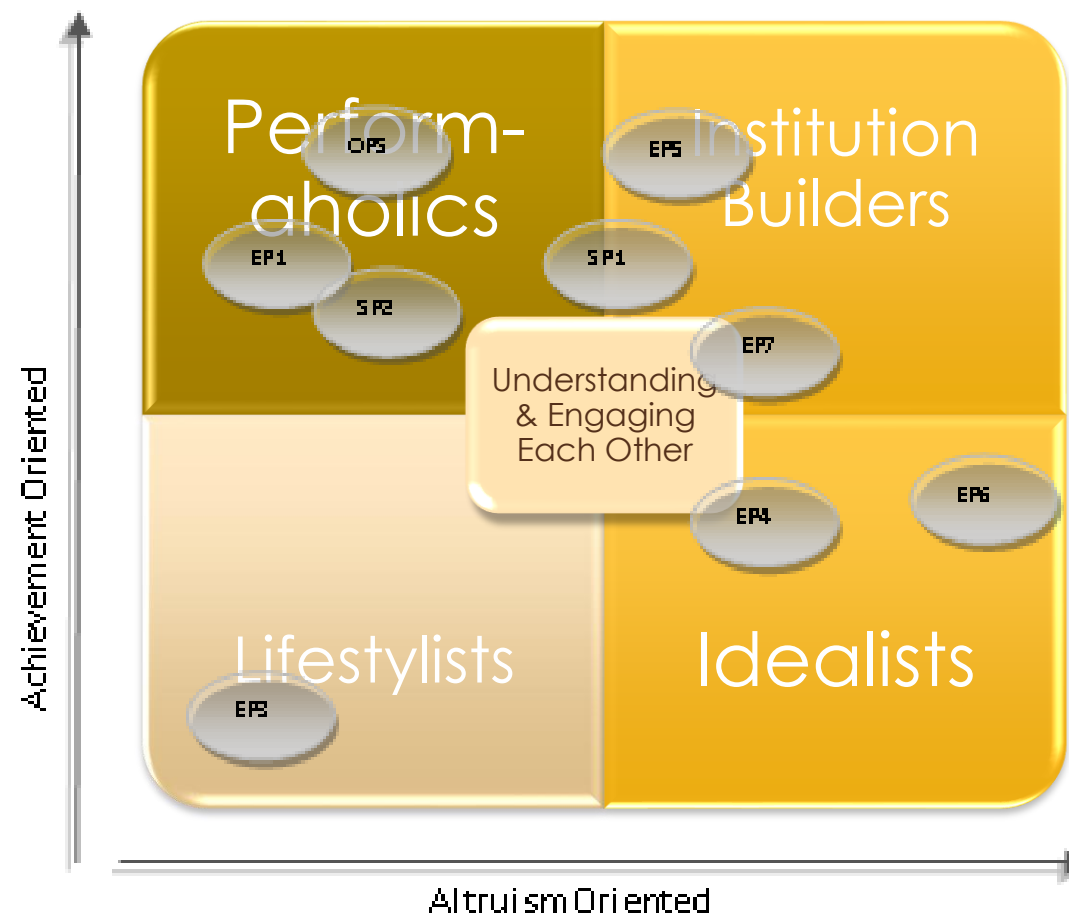 Perform-
aholics
Institution
Builders
OP5
EP5
EP1
SP1
SP2
EP7
Understanding
& Engaging
Each Other
EP6
EP4
Lifestylists
Idealists
EP3
Achievement Oriented
Altruism Oriented